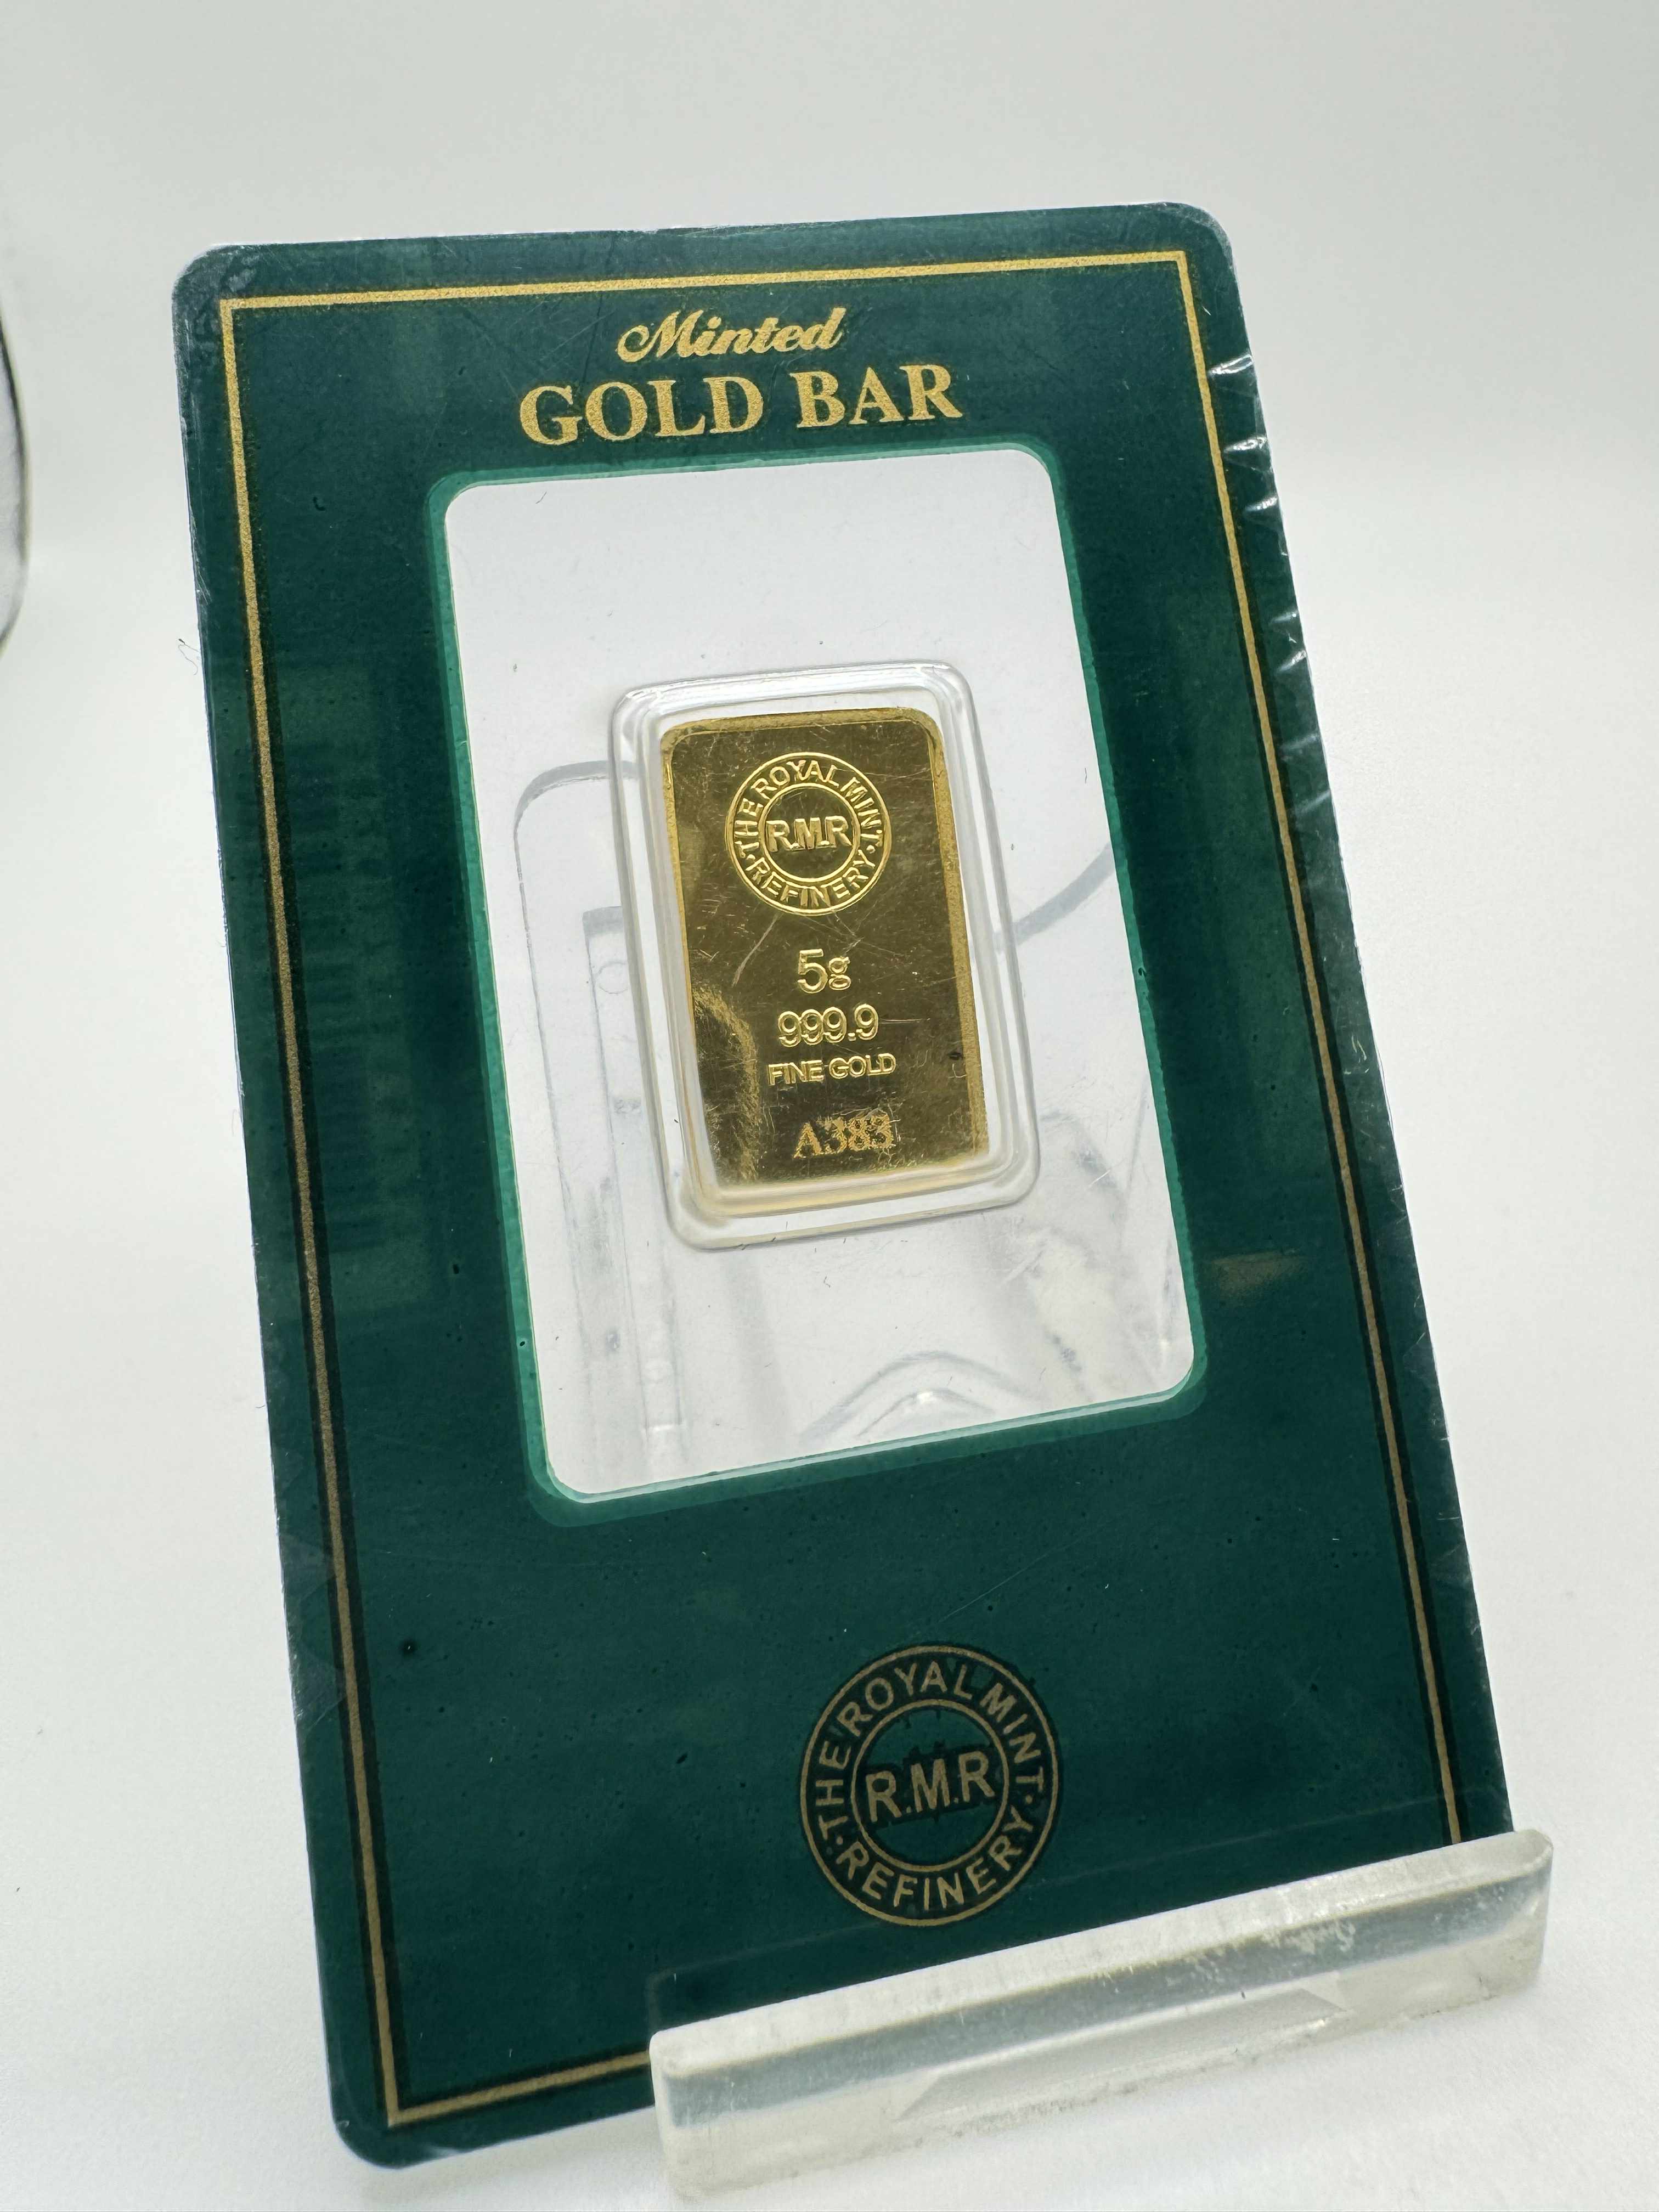 Minted
GOLD BAR
THE ROYAL MINT
REFINERY
R.M.R
5g
999.9
FINE GOLD
A383
THE ROYAL MINT
REFINERY
R.M.R